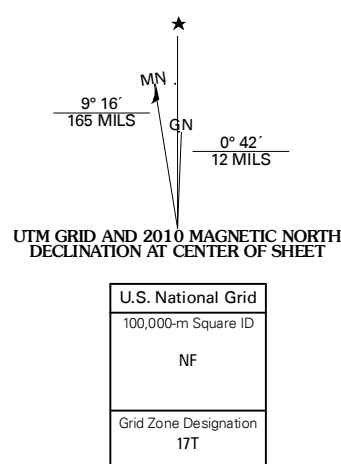 ★
MN
9° 16´
165 MILS
GN
0° 42´
12 MILS
UTM GRID AND 2010 MAGNETIC NORTH
DECLINATION AT CENTER OF SHEET
U.S. National Grid
100,000-m Square ID
NF
Grid Zone Designation
17T